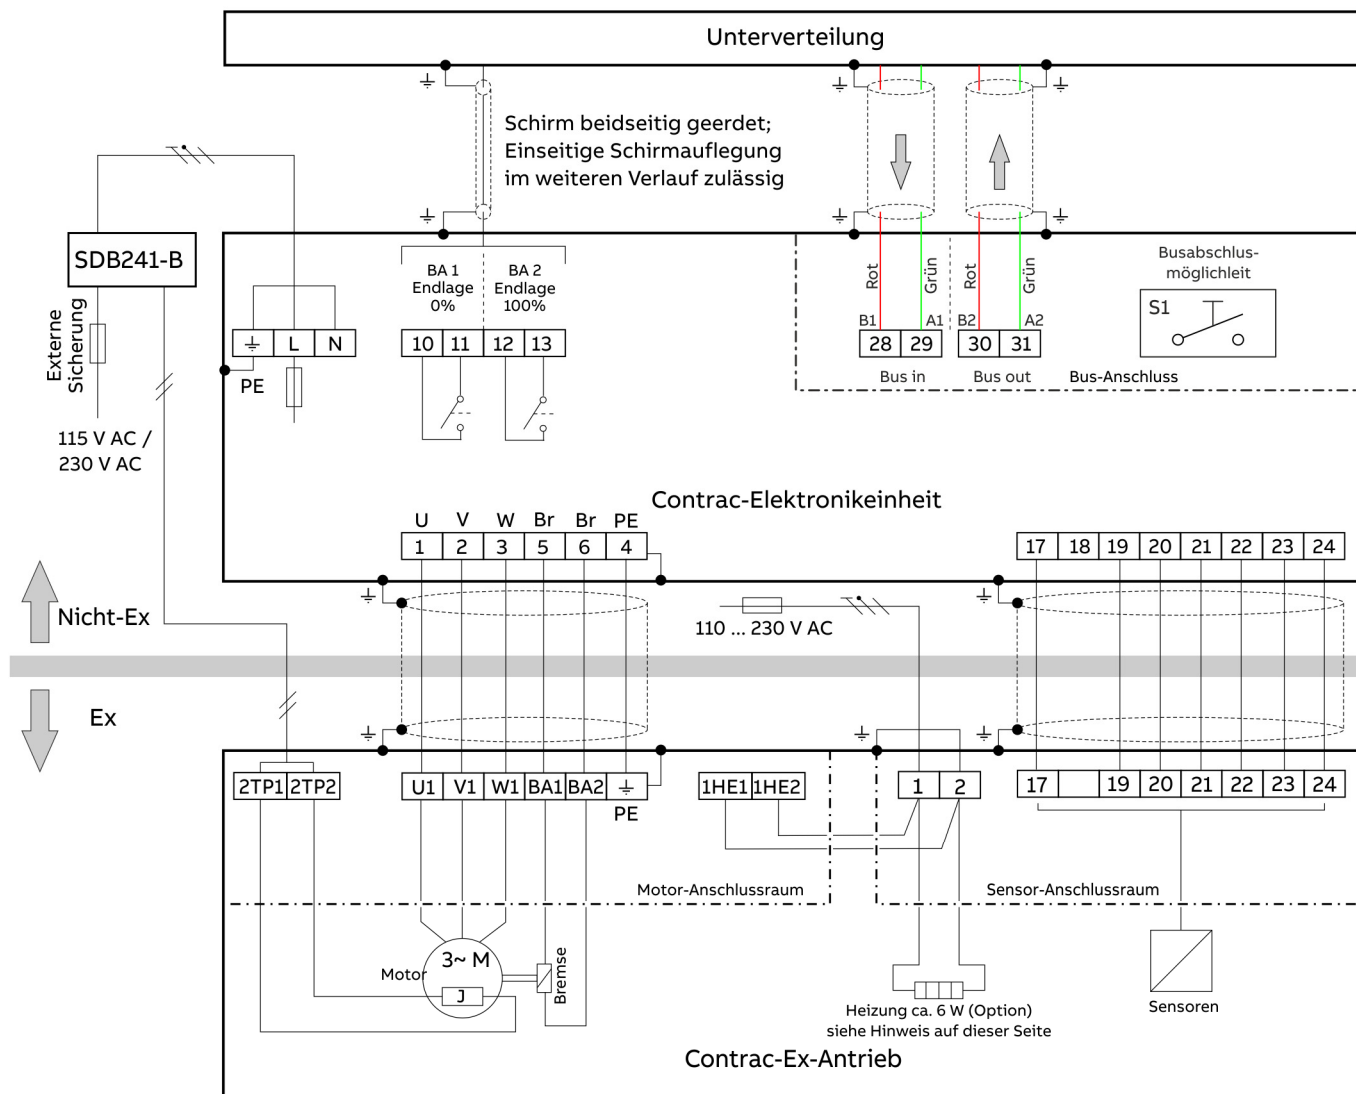 Unterverteilung
Schirm beidseitig geerdet;
Einseitige Schirmauflegung
im weiteren Verlauf zulässig
SDB241-B
Externe
Sicherung
115 V AC /
230 V AC
L N
PE
BA 1
Endlage
0%
BA 2
Endlage
100%
10 11 12 13
Rot Grün Rot Grün
B1 A1 B2 A2
28 29 30 31
Bus in Bus out Bus-Anschluss
Busabschlus-
möglichleit
S1
Contrac-Elektronikeinheit
U V W Br Br PE
1 2 3 5 6 4
17 18 19 20 21 22 23 24
Nicht-Ex
110 ... 230 V AC
Ex
2TP1 2TP2
U1 V1 W1 BA1 BA2
PE
1HE1 1HE2
1 2
17 19 20 21 22 23 24
Motor-Anschlussraum
Sensor-Anschlussraum
3~ M
Motor
J
Bremse
Heizung ca. 6 W (Option)
siehe Hinweis auf dieser Seite
Sensoren
Contrac-Ex-Antrieb